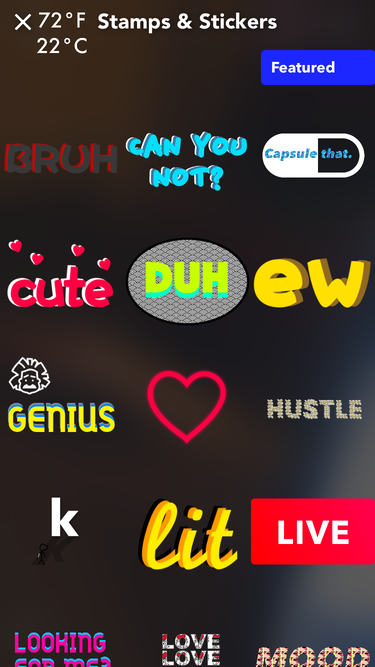 72°F Stamps & Stickers
22°C
Featured
BRUH
CAN YOU
NOT?
Capsule that.
cute
DUH
ew
GENIUS
HUSTLE
k
lit
LIVE
LOOKING
FOR ME?
LOVE
LOVE
MOOD